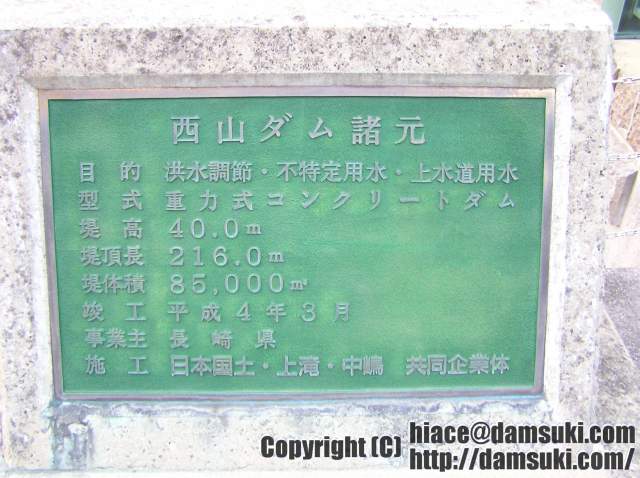 西山ダム諸元
目的 洪水調節・不特定用水・上水道用水
型式 重力式コンクリートダム
堤高 40.0m
堤頂長 216.0m
堤体積 85,000㎥
竣工 平成4年3月
事業主 長崎県
施工 日本国土・上滝・中嶋 共同企業体
Copyright (C) hiace@damsuki.com
http://damsuki.com/